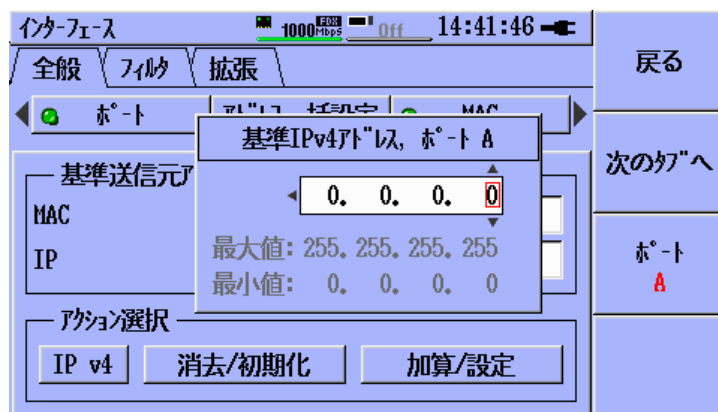 インターフェース 1000 FDX Mbps Off 14:41:46
全般 フィルタ 拡張
ポート MAC
基準IPv4アドレス, ポート A
基準送信元ア
0. 0. 0. 0
MAC
IP
最大値: 255. 255. 255. 255
最小値: 0. 0. 0. 0
アクション選択
IP v4 消去/初期化 加算/設定
戻る
次のタブへ
ポート
A